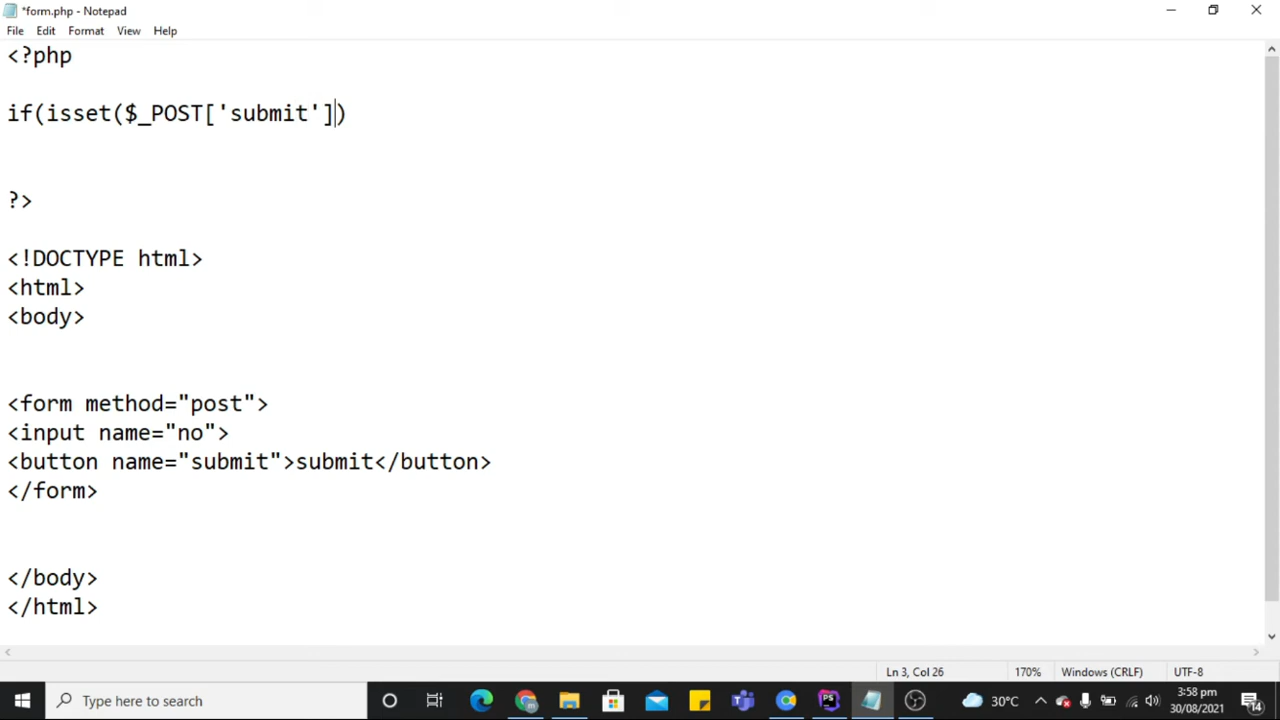 *form.php - Notepad
File Edit Format View Help
<?php
if(isset($_POST['submit'])
?>
<!DOCTYPE html>
<html>
<body>
<form method="post">
<input name="no">
<button name="submit">submit</button>
</form>
</body>
</html>
Ln 3, Col 26 170% Windows (CRLF) UTF-8
Type here to search
PS
30°C
3:58 pm
30/08/2021
14